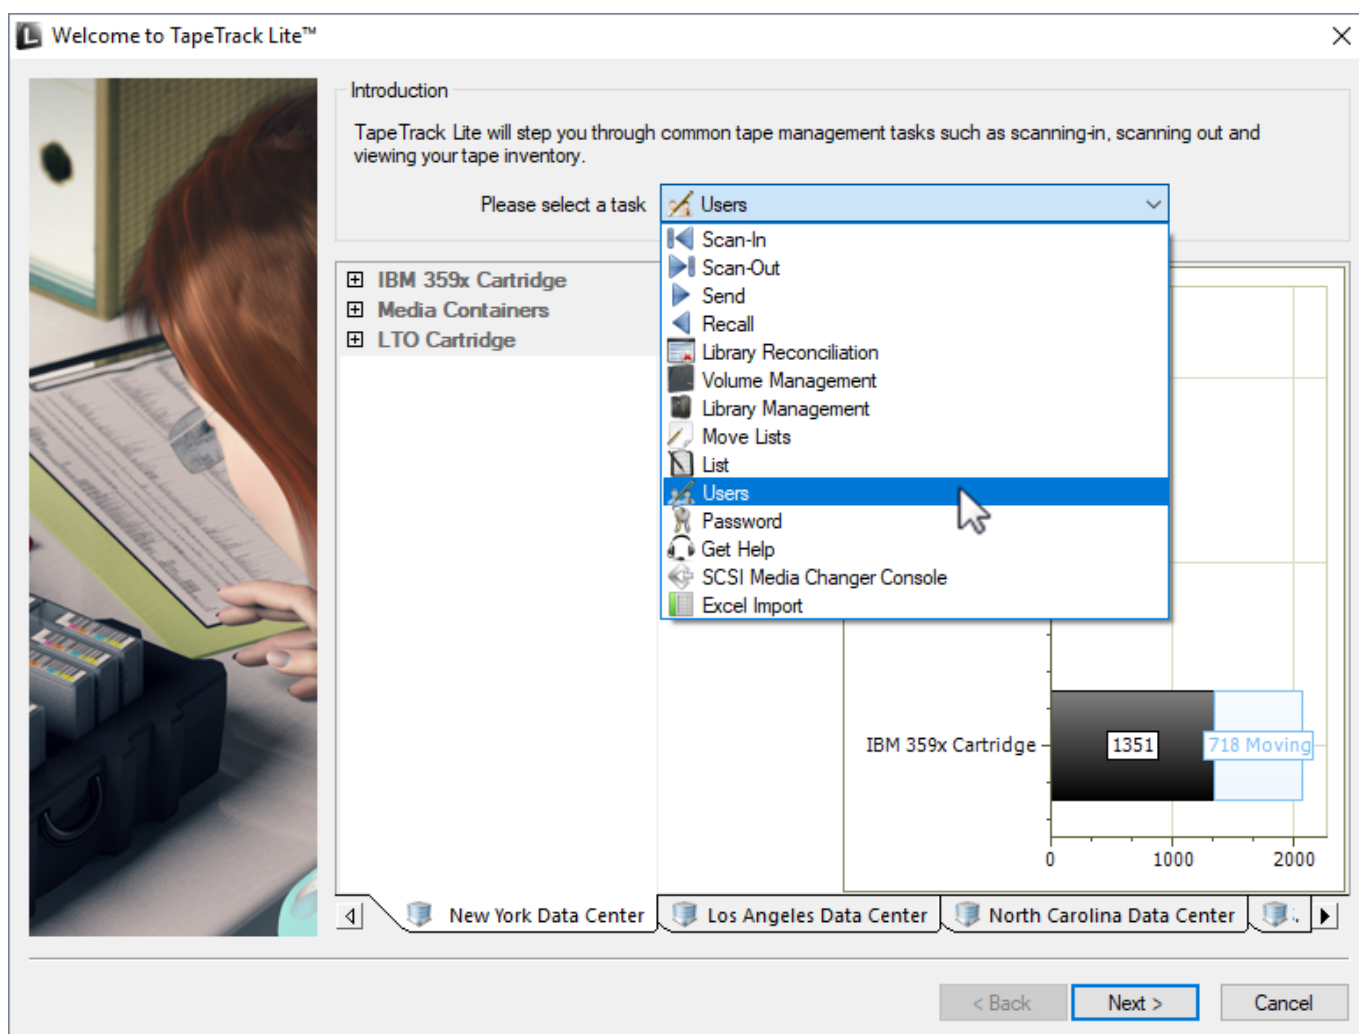 Welcome to TapeTrack Lite™
Introduction
TapeTrack Lite will step you through common tape management tasks such as scanning-in, scanning out and
viewing your tape inventory.
Please select a task
Users
Scan-In
Scan-Out
Send
Recall
Library Reconciliation
Volume Management
Library Management
Move Lists
List
Users
Password
Get Help
SCSI Media Changer Console
Excel Import
IBM 359x Cartridge
Media Containers
LTO Cartridge
IBM 359x Cartridge
1351
718 Moving
0 1000 2000
New York Data Center
Los Angeles Data Center
North Carolina Data Center
< Back
Next >
Cancel